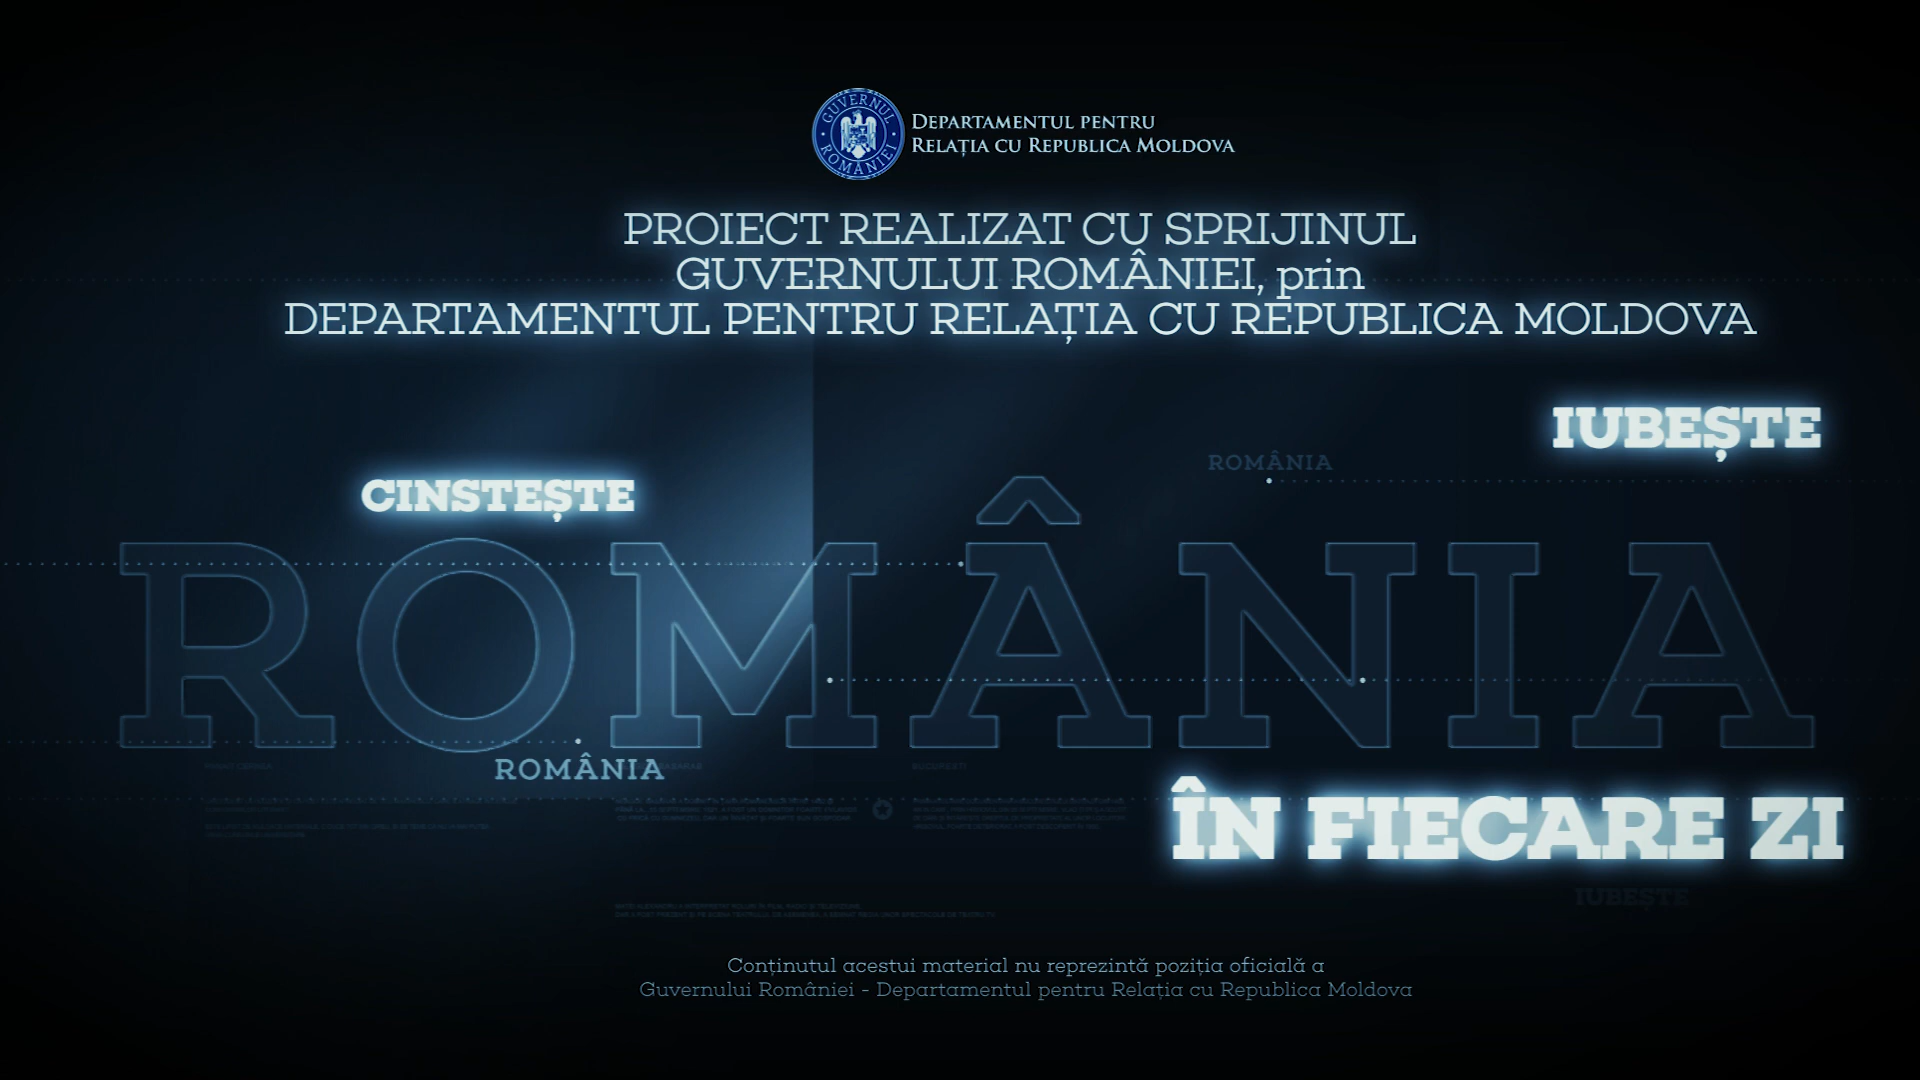 GUVERNUL ROMÂNIEI
DEPARTAMENTUL PENTRU
RELAȚIA CU REPUBLICA MOLDOVA
PROIECT REALIZAT CU SPRIJINUL
GUVERNULUI ROMÂNIEI, prin
DEPARTAMENTUL PENTRU RELAȚIA CU REPUBLICA MOLDOVA
IUBEȘTE
ROMÂNIA
CINSTEȘTE
ROMÂNIA
ROMÂNIA
ÎN FIECARE ZI
IUBEȘTE
Conținutul acestui material nu reprezintă poziția oficială a
Guvernului României - Departamentul pentru Relația cu Republica Moldova